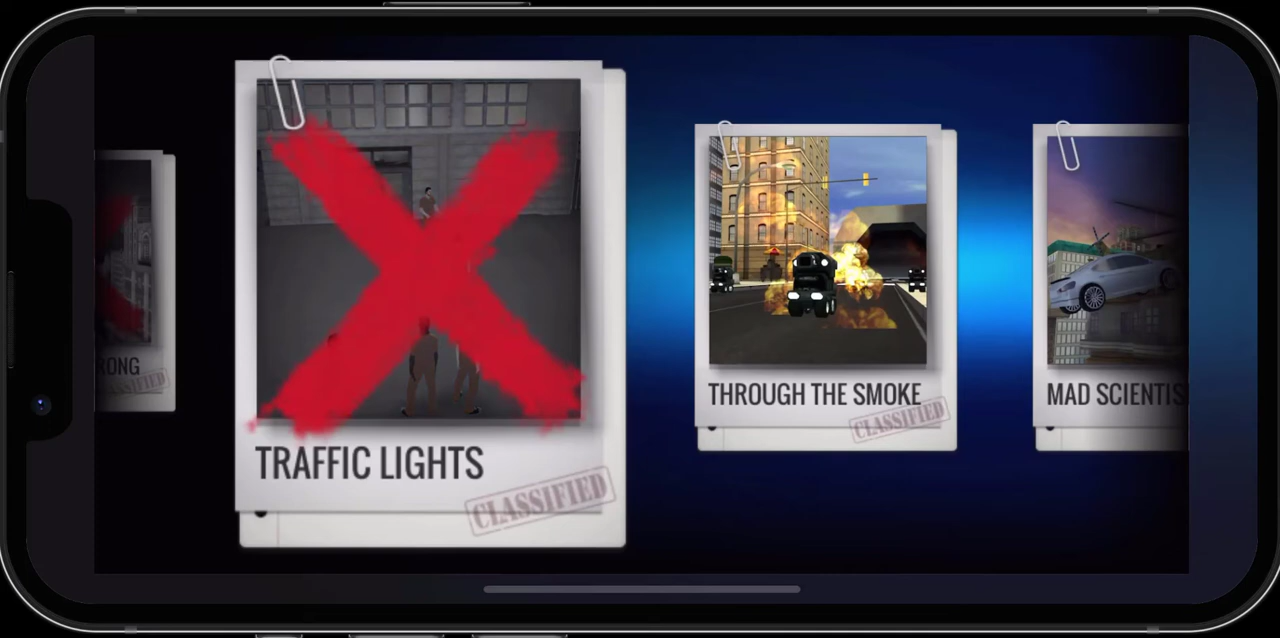 RONG
CLASSIFIED
TRAFFIC LIGHTS
CLASSIFIED
THROUGH THE SMOKE
CLASSIFIED
MAD SCIENTIS